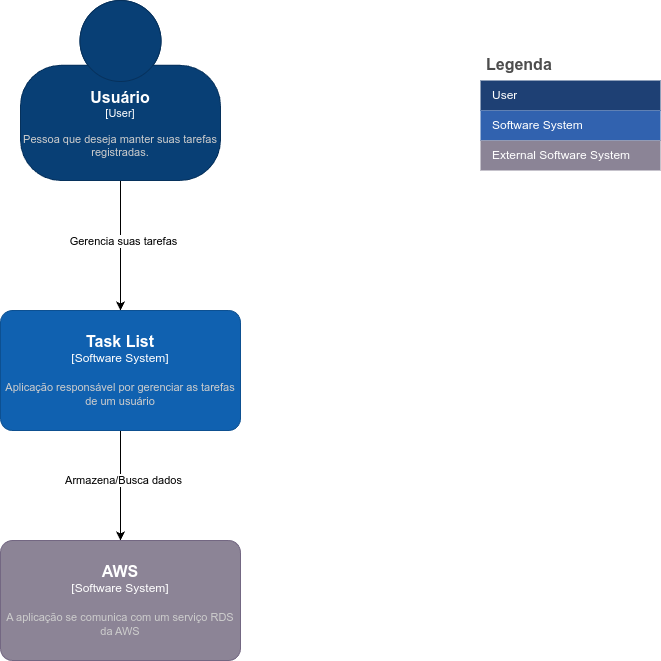 Usuário
[User]
Pessoa que deseja manter suas tarefas
registradas.
Legenda
User
Software System
External Software System
Gerencia suas tarefas
Task List
[Software System]
Aplicação responsável por gerenciar as tarefas
de um usuário
Armazena/Busca dados
AWS
[Software System]
A aplicação se comunica com um serviço RDS
da AWS